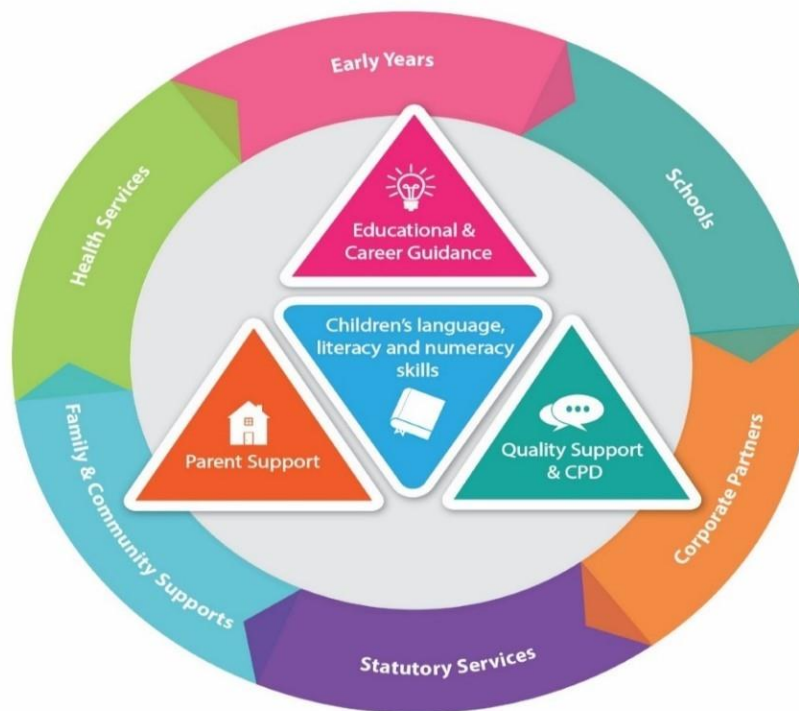 Early Years
Schools
Corporate Partners
Statutory Services
Family & Community Supports
Health Services
Educational &
Career Guidance
Children's language,
literacy and numeracy
skills
Parent Support
Quality Support
& CPD